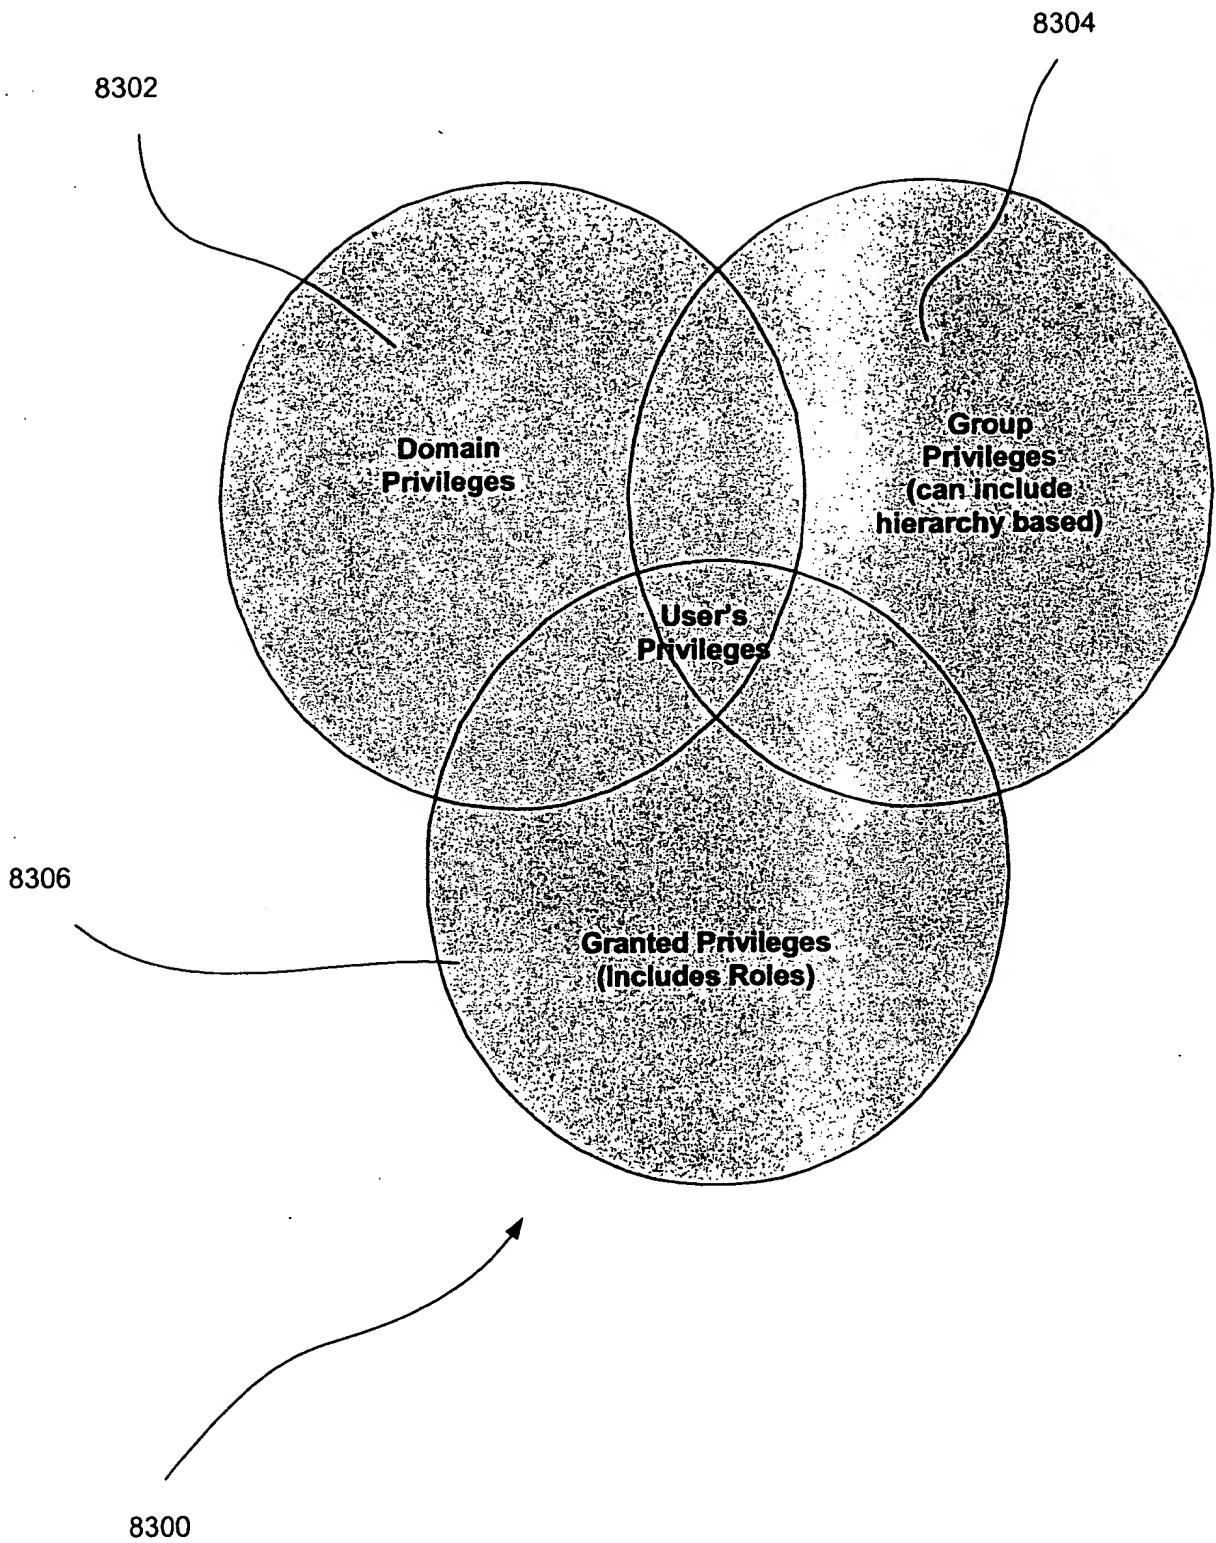 8304
8302
Domain
Privileges
Group
Privileges
(can include
hierarchy based)
User's
Privileges
8306
Granted Privileges
(Includes Roles)
8300